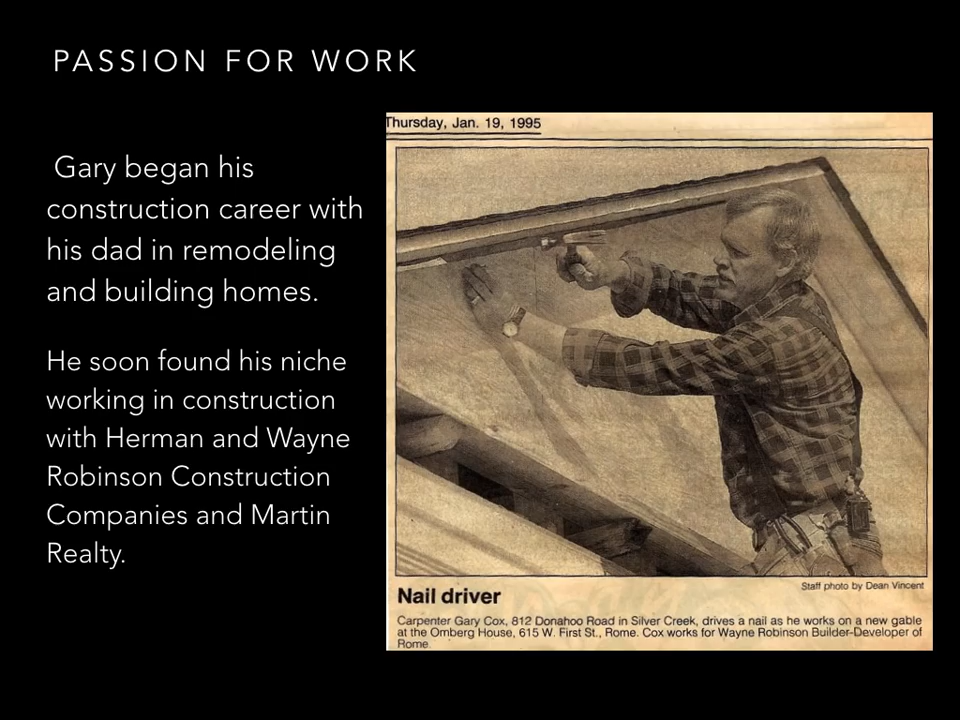 PASSION FOR WORK
Gary began his
construction career with
his dad in remodeling
and building homes.
He soon found his niche
working in construction
with Herman and Wayne
Robinson Construction
Companies and Martin
Realty.
Thursday, Jan. 19, 1995
Staff photo by Dean Vincent
Nail driver
Carpenter Gary Cox, 812 Donahoo Road in Silver Creek, drives a nail as he works on a new gable
at the Omberg House, 615 W. First St., Rome. Cox works for Wayne Robinson Builder-Developer of
Rome.